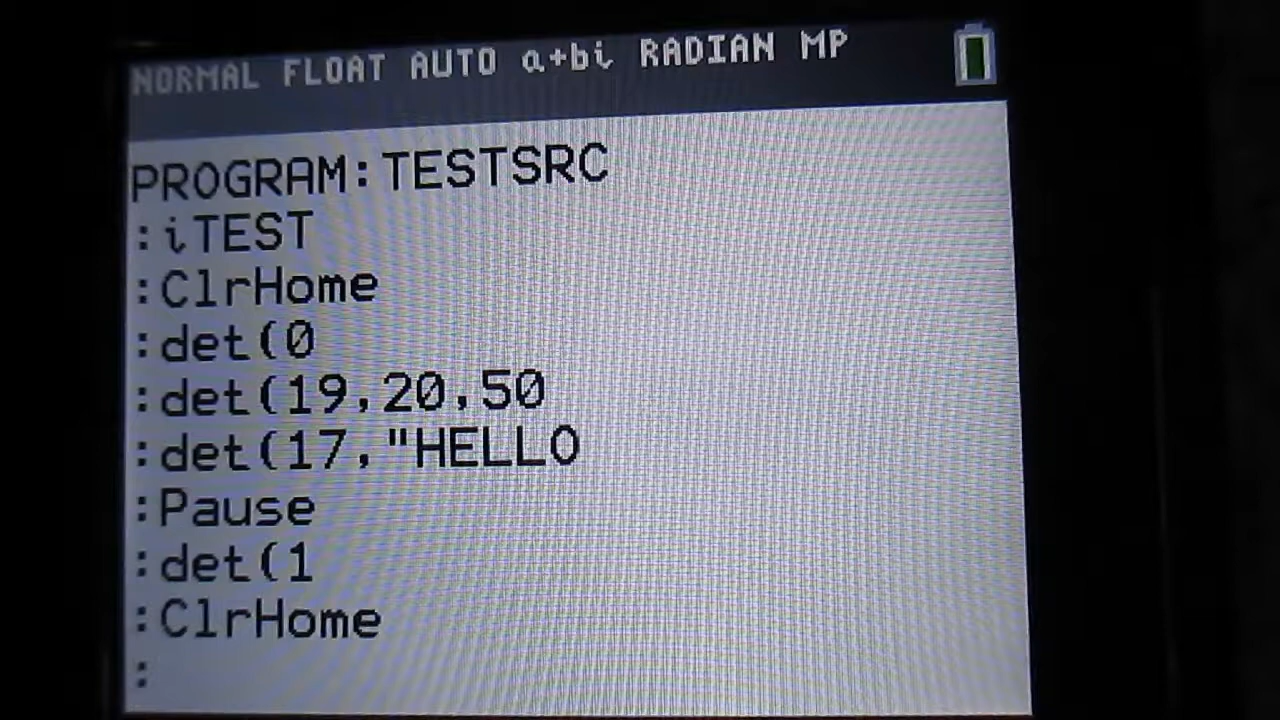 NORMAL FLOAT AUTO a+bi RADIAN MP
PROGRAM:TESTSRC
:iTEST
:ClrHome
:det(0
:det(19,20,50
:det(17,"HELLO
:Pause
:det(1
:ClrHome
: